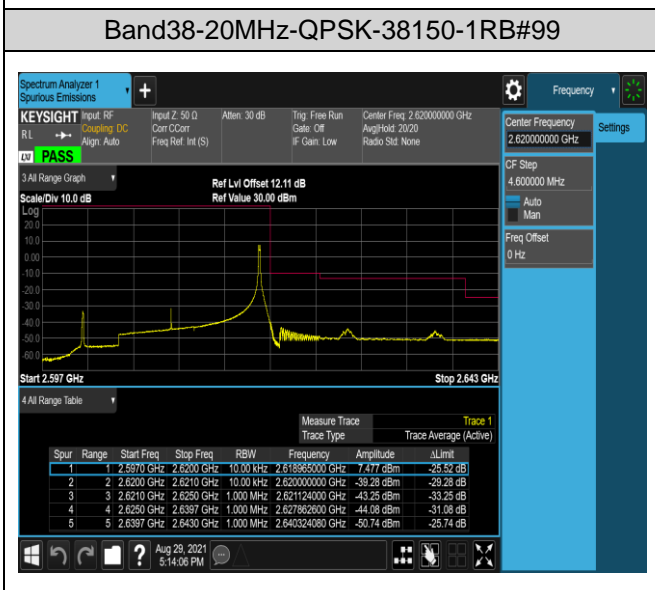 Band38-20MHz-QPSK-38150-1RB#99
Spectrum Analyzer 1
Spurious Emissions
Frequency
KEYSIGHT Input: RF Input Z: 50 Ω Atten: 30 dB Trig: Free Run Center Freq: 2.620000000 GHz
RL Coupling: DC Corr CCorr Gate: Off Avg|Hold: 20/20
Align: Auto Freq Ref: Int (S) IF Gain: Low Radio Std: None
LXI PASS
Center Frequency
2.620000000 GHz
Settings
CF Step
4.600000 MHz
Auto
Man
Freq Offset
0 Hz
3 All Range Graph
Ref Lvl Offset 12.11 dB
Scale/Div 10.0 dB Ref Value 30.00 dBm
Log
20.0
10.0
0.00
-10.0
-20.0
-30.0
-40.0
-50.0
-60.0
Start 2.597 GHz Stop 2.643 GHz
4 All Range Table
Measure Trace Trace 1
Trace Type Trace Average (Active)
Spur Range Start Freq Stop Freq RBW Frequency Amplitude ΔLimit
1 1 2.5970 GHz 2.6200 GHz 10.00 kHz 2.618965000 GHz 7.477 dBm -25.52 dB
2 2 2.6200 GHz 2.6210 GHz 10.00 kHz 2.620000000 GHz -39.28 dBm -29.28 dB
3 3 2.6210 GHz 2.6250 GHz 1.000 MHz 2.621124000 GHz -43.25 dBm -33.25 dB
4 4 2.6250 GHz 2.6397 GHz 1.000 MHz 2.627862600 GHz -44.08 dBm -31.08 dB
5 5 2.6397 GHz 2.6430 GHz 1.000 MHz 2.640324080 GHz -50.74 dBm -25.74 dB
Aug 29, 2021
5:14:06 PM